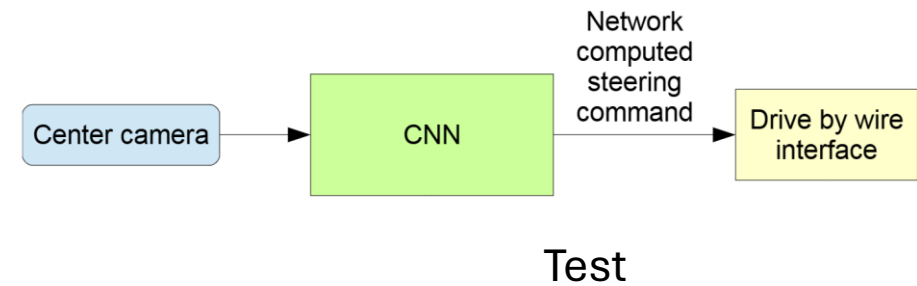 Center camera
CNN
Network
computed
steering
command
Drive by wire
interface
Test